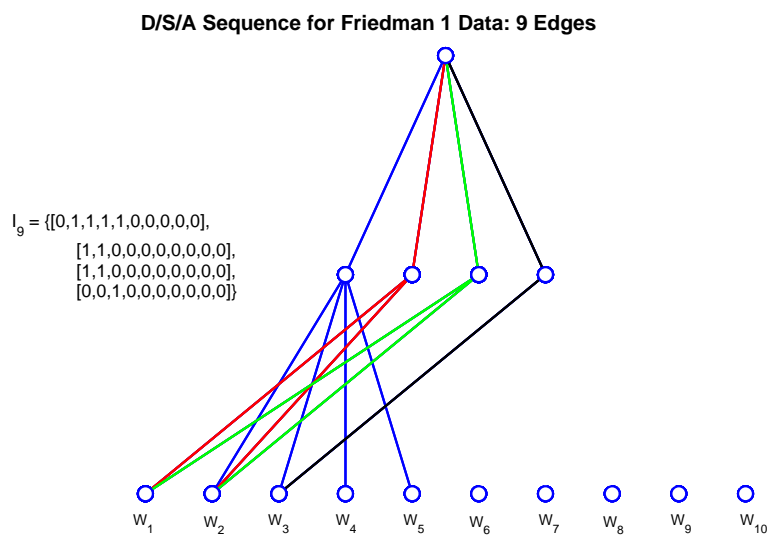 D/S/A Sequence for Friedman 1 Data: 9 Edges
I9 = {[0,1,1,1,1,0,0,0,0,0],
[1,1,0,0,0,0,0,0,0,0],
[1,1,0,0,0,0,0,0,0,0],
[0,0,1,0,0,0,0,0,0,0]}
W1 W2 W3 W4 W5 W6 W7 W8 W9 W10